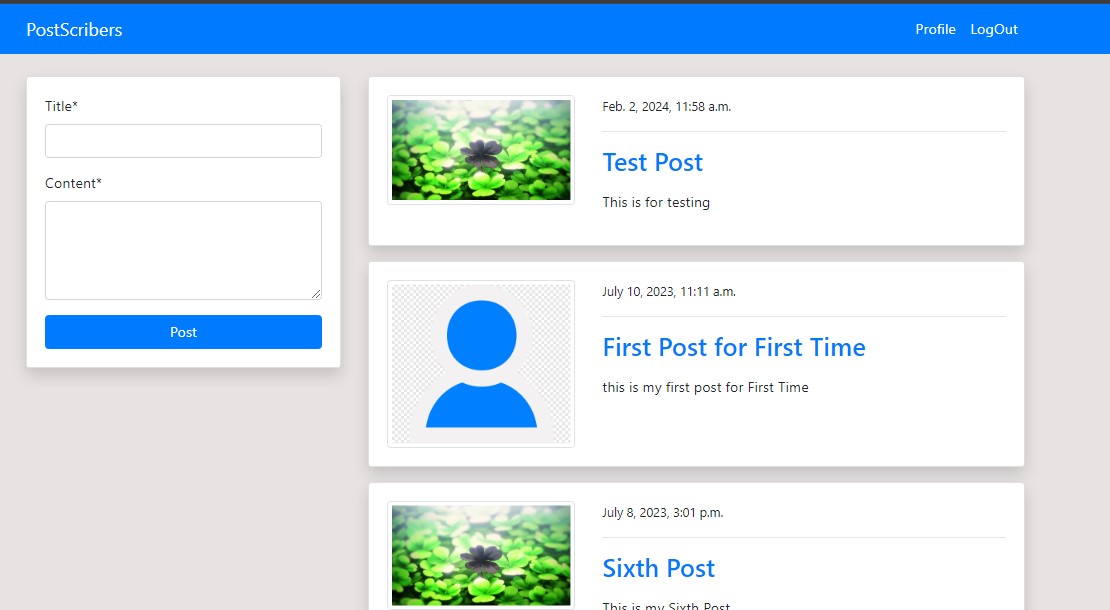 PostScribers
Profile
LogOut
Title*
Content*
Post
Feb. 2, 2024, 11:58 a.m.
Test Post
This is for testing
July 10, 2023, 11:11 a.m.
First Post for First Time
this is my first post for First Time
July 8, 2023, 3:01 p.m.
Sixth Post
This is my Sixth Post